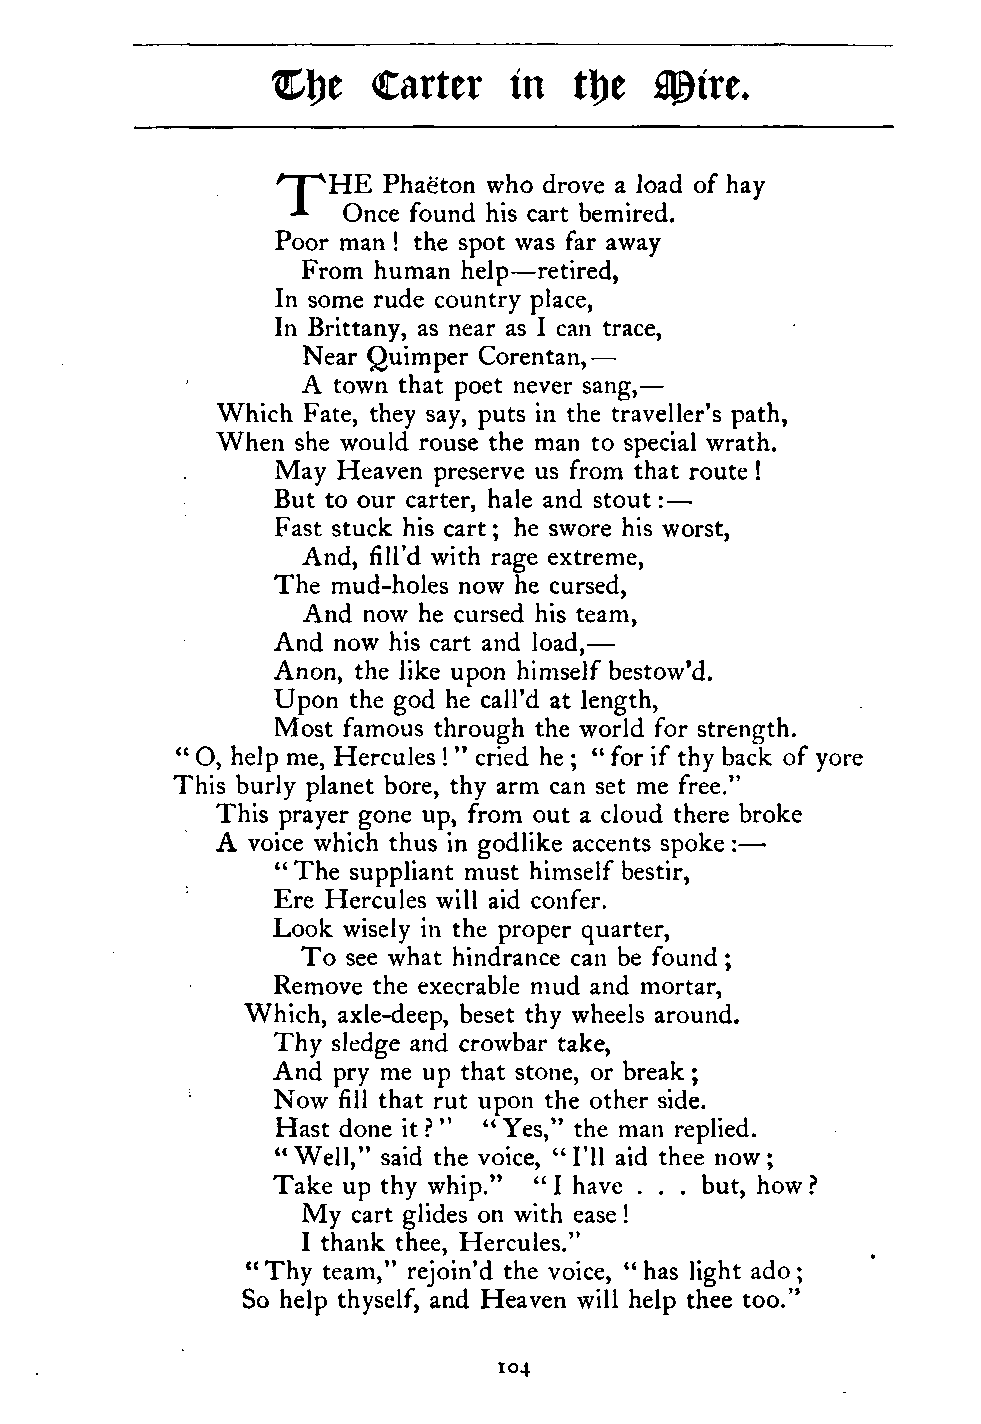 The Carter in the Mire.
THE Phaëton who drove a load of hay
Once found his cart bemired.
Poor man! the spot was far away
From human help—retired,
In some rude country place,
In Brittany, as near as I can trace,
Near Quimper Corentan,—
A town that poet never sang,—
Which Fate, they say, puts in the traveller's path,
When she would rouse the man to special wrath.
May Heaven preserve us from that route!
But to our carter, hale and stout:—
Fast stuck his cart; he swore his worst,
And, fill'd with rage extreme,
The mud-holes now he cursed,
And now he cursed his team,
And now his cart and load,—
Anon, the like upon himself bestow'd.
Upon the god he call'd at length,
Most famous through the world for strength.
"O, help me, Hercules!" cried he; "for if thy back of yore
This burly planet bore, thy arm can set me free."
This prayer gone up, from out a cloud there broke
A voice which thus in godlike accents spoke:—
"The suppliant must himself bestir,
Ere Hercules will aid confer.
Look wisely in the proper quarter,
To see what hindrance can be found;
Remove the execrable mud and mortar,
Which, axle-deep, beset thy wheels around.
Thy sledge and crowbar take,
And pry me up that stone, or break;
Now fill that rut upon the other side.
Hast done it?" "Yes," the man replied.
"Well," said the voice, "I'll aid thee now;
Take up thy whip." "I have . . . but, how?
My cart glides on with ease!
I thank thee, Hercules."
"Thy team," rejoin'd the voice, "has light ado;
So help thyself, and Heaven will help thee too."
104